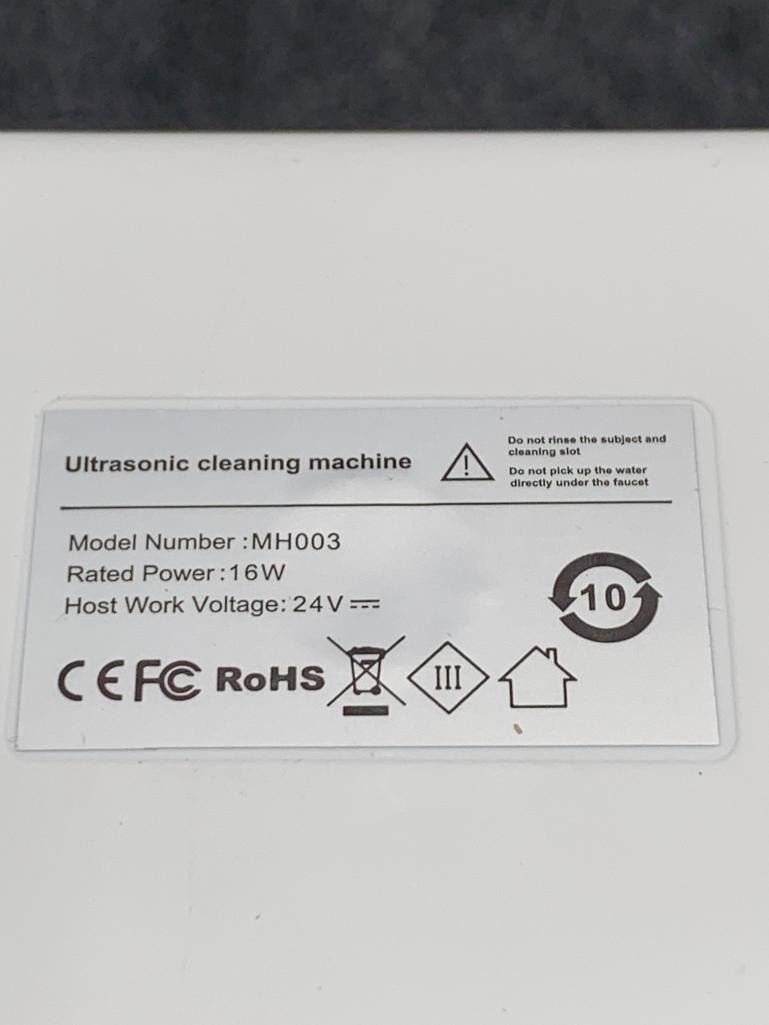 Ultrasonic cleaning machine
!
Do not rinse the subject and
cleaning slot
Do not pick up the water
directly under the faucet
Model Number :MH003
Rated Power:16W
Host Work Voltage: 24V
10
CE FC RoHS
III